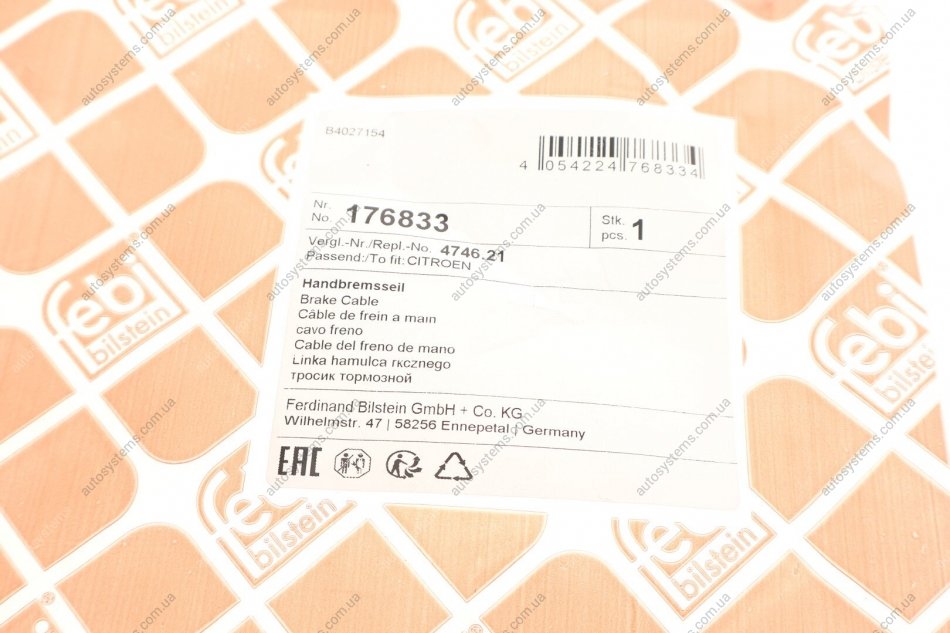 B4027154
4 054224 768334
Nr.
No. 176833
Stk.
pcs. 1
Vergl.-Nr./Repl.-No. 4746.21
Passend:/To fit: CITROEN
Handbremsseil
Brake Cable
Câble de frein a main
cavo freno
Cable del freno de mano
Linka hamulca rкcznego
тросик тормозной
Ferdinand Bilstein GmbH + Co. KG
Wilhelmstr. 47 | 58256 Ennepetal / Germany
EAC
febi
bilstein
autosystems.com.ua